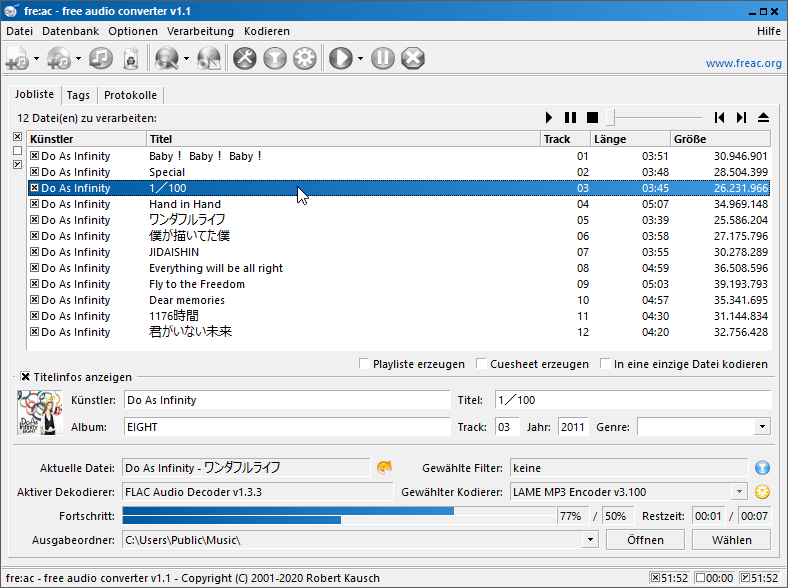 fre:ac - free audio converter v1.1
Datei Datenbank Optionen Verarbeitung Kodieren Hilfe
www.freac.org
Jobliste Tags Protokolle
12 Datei(en) zu verarbeiten:
Künstler Titel Track Länge Größe
Do As Infinity Baby！ Baby！ Baby！ 01 03:51 30.946.901
Do As Infinity Special 02 03:48 28.504.399
Do As Infinity 1／100 03 03:45 26.231.966
Do As Infinity Hand in Hand 04 05:07 34.969.148
Do As Infinity ワンダフルライフ 05 03:39 25.586.204
Do As Infinity 僕が描いてた僕 06 03:58 27.175.796
Do As Infinity JIDAISHIN 07 03:55 30.278.289
Do As Infinity Everything will be all right 08 04:59 36.508.596
Do As Infinity Fly to the Freedom 09 05:03 39.193.793
Do As Infinity Dear memories 10 04:57 35.341.695
Do As Infinity 1176時間 11 04:30 31.144.834
Do As Infinity 君がいない未来 12 04:20 32.756.428
Playliste erzeugen Cuesheet erzeugen In eine einzige Datei kodieren
Titelinfos anzeigen
Künstler: Do As Infinity Titel: 1／100
Do As Infinity EIGHT
Album: EIGHT Track: 03 Jahr: 2011 Genre:
Aktuelle Datei: Do As Infinity - ワンダフルライフ Gewählte Filter: keine
Aktiver Dekodierer: FLAC Audio Decoder v1.3.3 Gewählter Kodierer: LAME MP3 Encoder v3.100
Fortschritt: 77% / 50% Restzeit: 00:01 / 00:07
Ausgabeordner: C:\Users\Public\Music\ Öffnen Wählen
fre:ac - free audio converter v1.1 - Copyright (C) 2001-2020 Robert Kausch 51:52 00:00 51:52